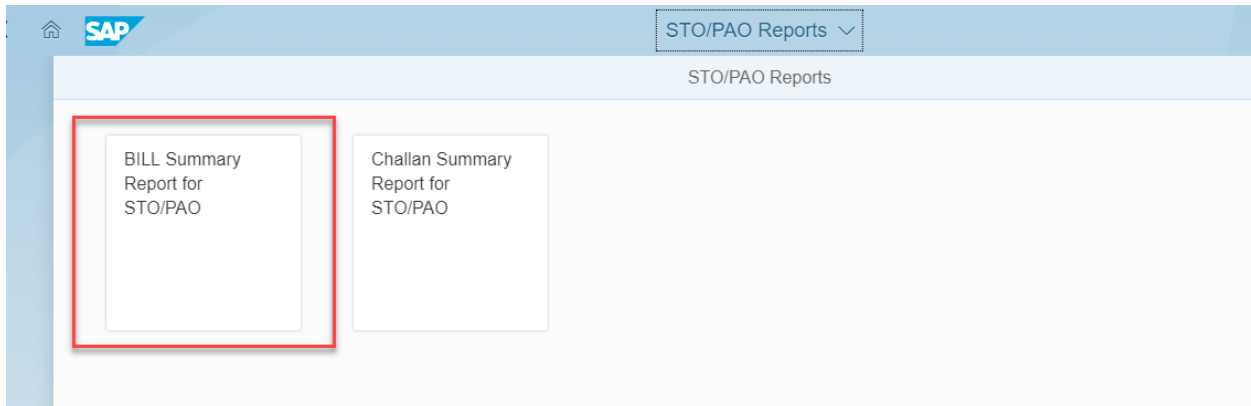 SAP
STO/PAO Reports
STO/PAO Reports
BILL Summary
Report for
STO/PAO
Challan Summary
Report for
STO/PAO